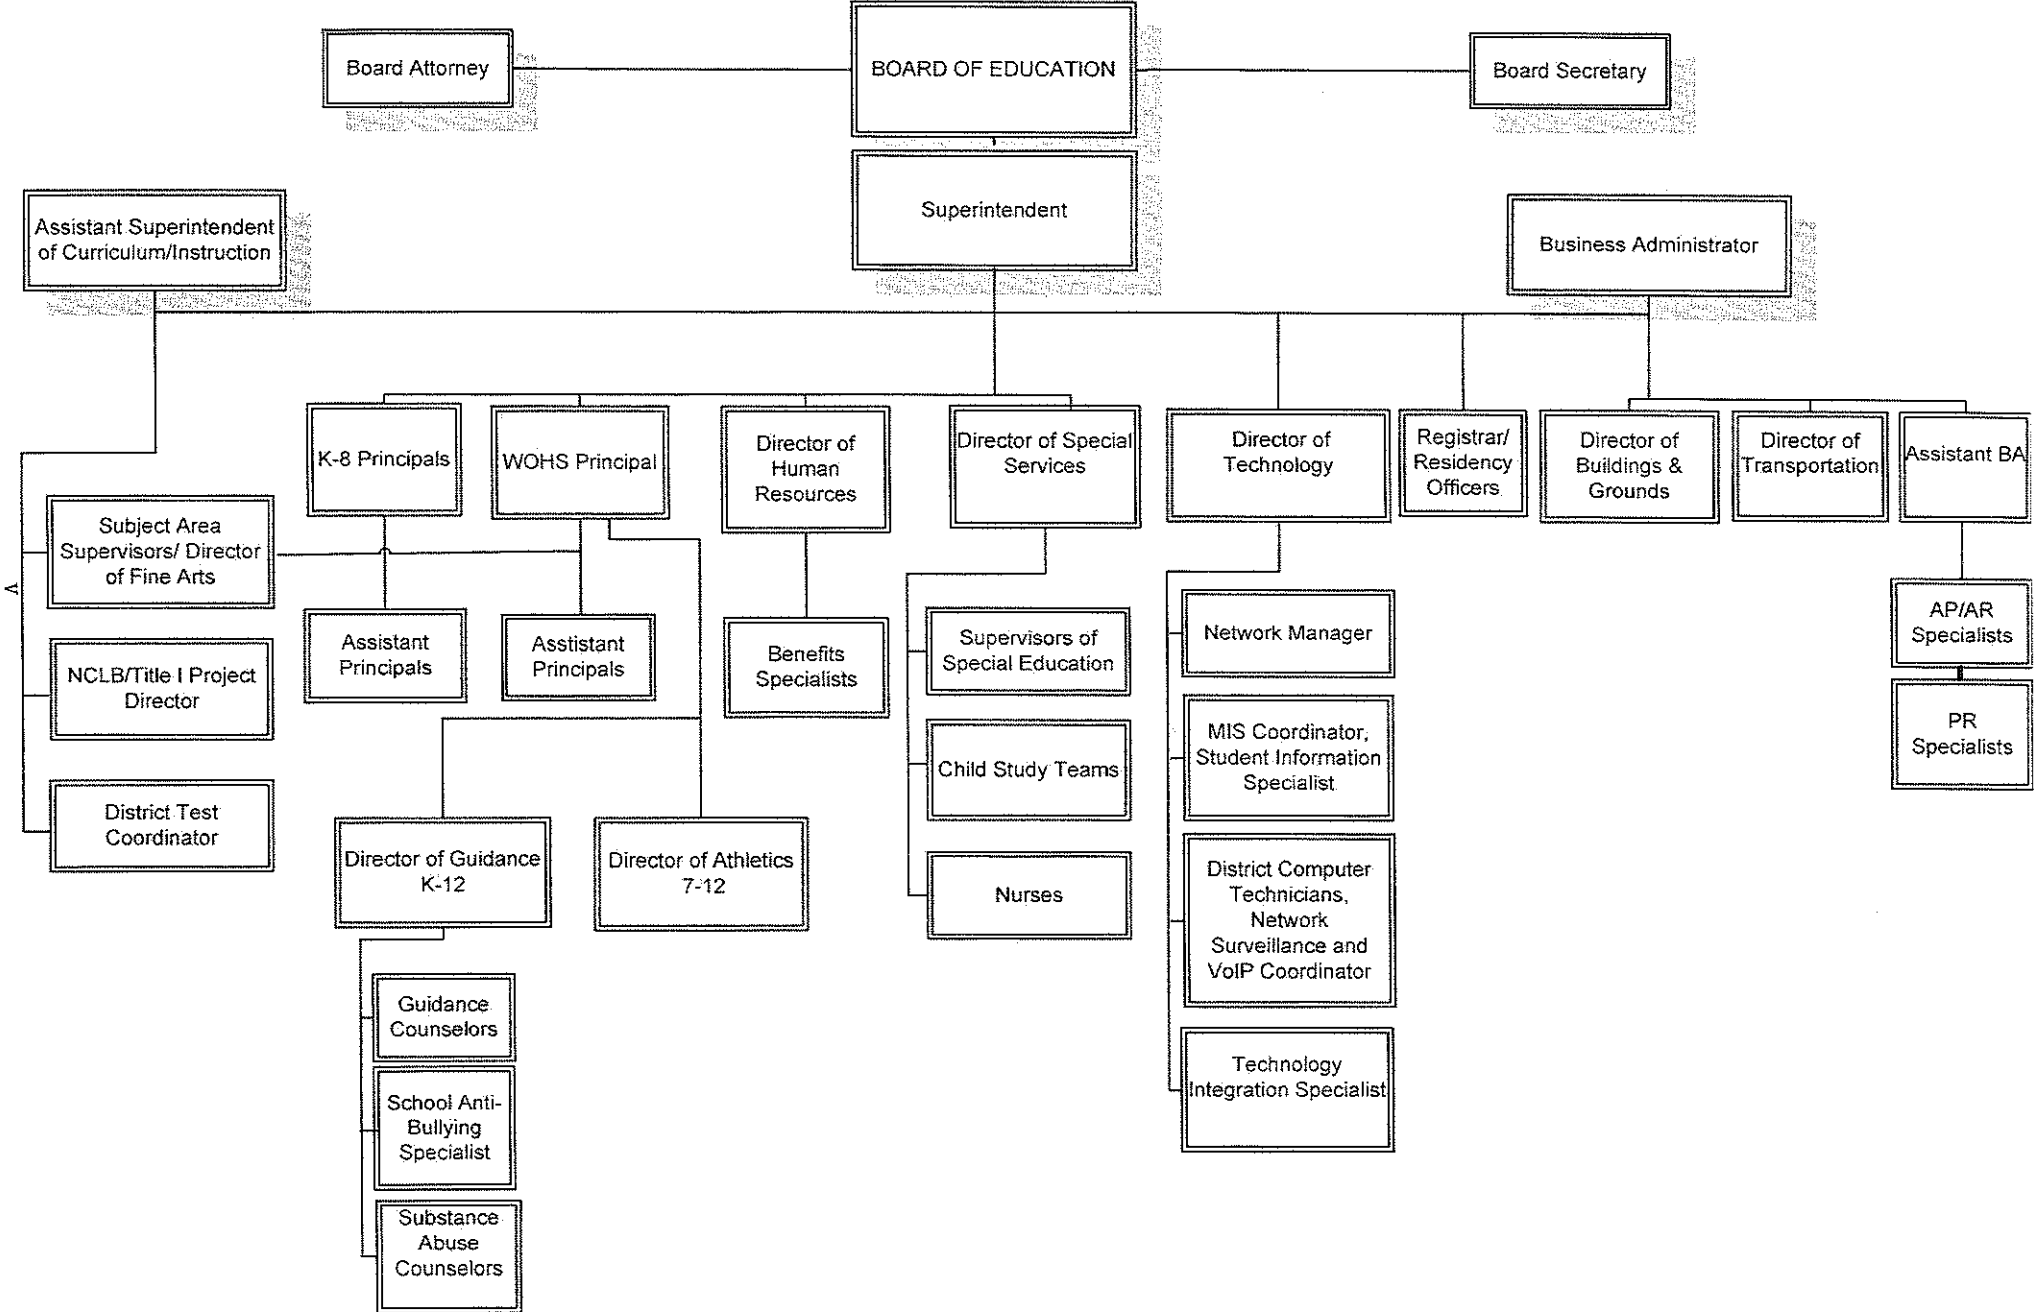 Board Attorney
BOARD OF EDUCATION
Board Secretary
Superintendent
Assistant Superintendent
of Curriculum/Instruction
Business Administrator
K-8 Principals
WOHS Principal
Director of
Human
Resources
Director of Special
Services
Director of
Technology
Registrar/
Residency
Officers
Director of
Buildings &
Grounds
Director of
Transportation
Assistant BA
Subject Area
Supervisors/ Director
of Fine Arts
NCLB/Title I Project
Director
District Test
Coordinator
Assistant
Principals
Asstistant
Principals
Benefits
Specialists
Supervisors of
Special Education
Child Study Teams
Nurses
Network Manager
MIS Coordinator,
Student Information
Specialist
District Computer
Technicians,
Network
Surveillance and
VoIP Coordinator
Technology
Integration Specialist
AP/AR
Specialists
PR
Specialists
Director of Guidance
K-12
Director of Athletics
7-12
Guidance
Counselors
School Anti-
Bullying
Specialist
Substance
Abuse
Counselors